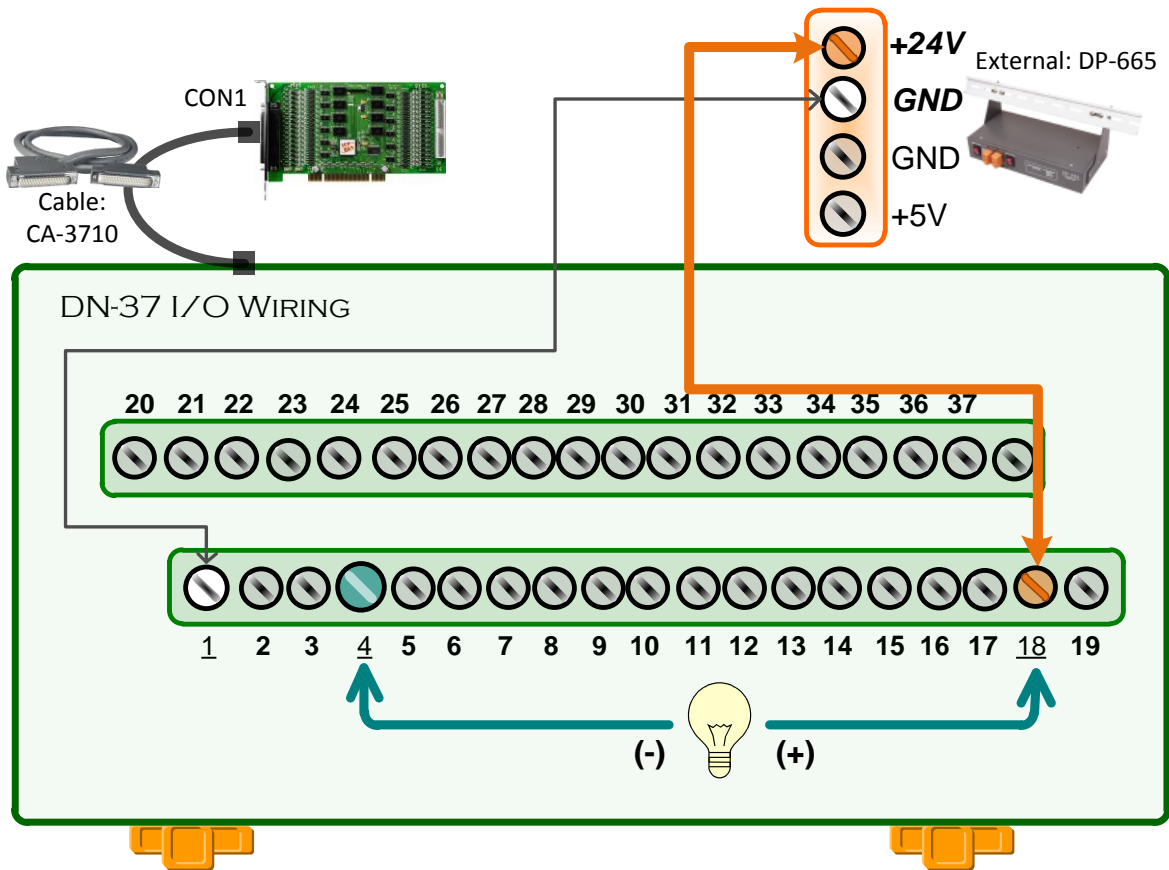 +24V
External: DP-665
CON1
GND
GND
Cable:
CA-3710
+5V
DN-37 I/O WIRING
20 21 22 23 24 25 26 27 28 29 30 31 32 33 34 35 36 37
1 2 3 4 5 6 7 8 9 10 11 12 13 14 15 16 17 18 19
(-) (+)